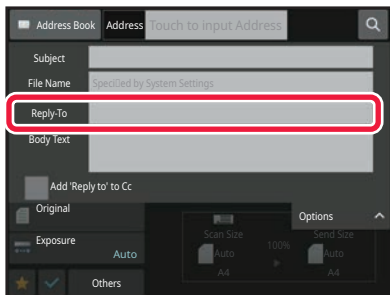 Address Book Address Touch to input Address
Subject
File Name Specified by System Settings
Reply-To
Body Text
Add 'Reply to' to Cc
Original
Options
Scan Size Send Size
Exposure
100%
Auto Auto Auto
A4 A4
Others